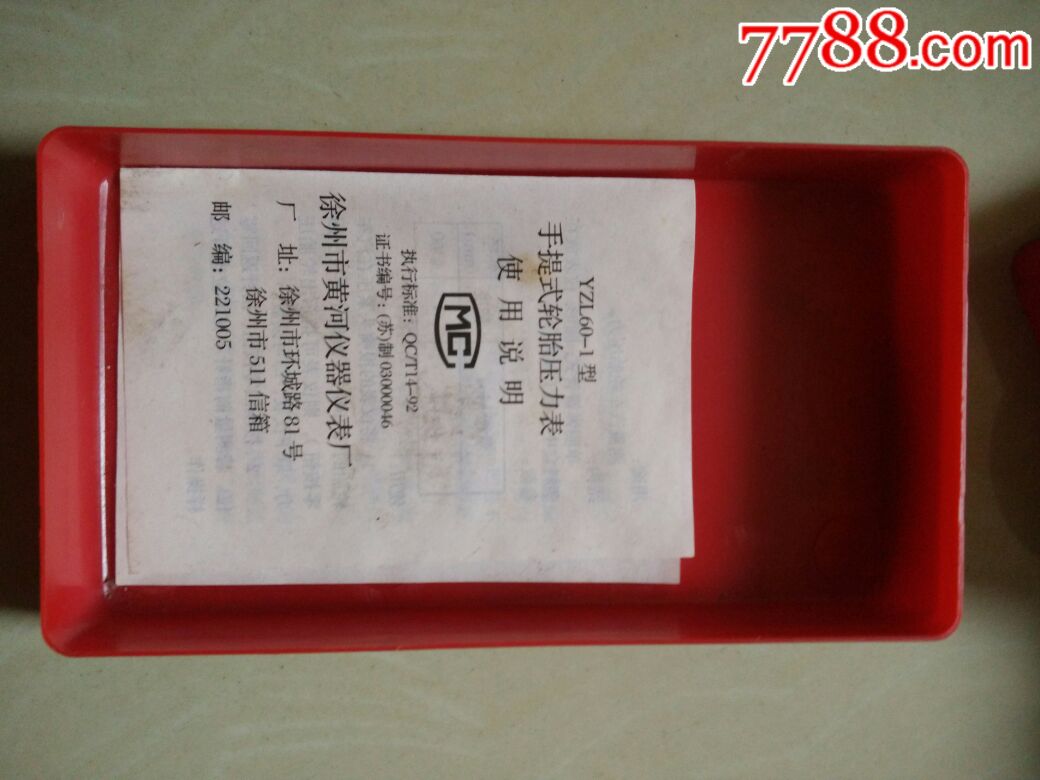 7788.com
YZL60-1型
手提式轮胎压力表
使用说明
MC
执行标准：QC/T14-92
证书编号：(苏)制03000046
徐州市黄河仪器仪表厂
厂 址：徐州市环城路81号
徐州市511信箱
邮 编：221005